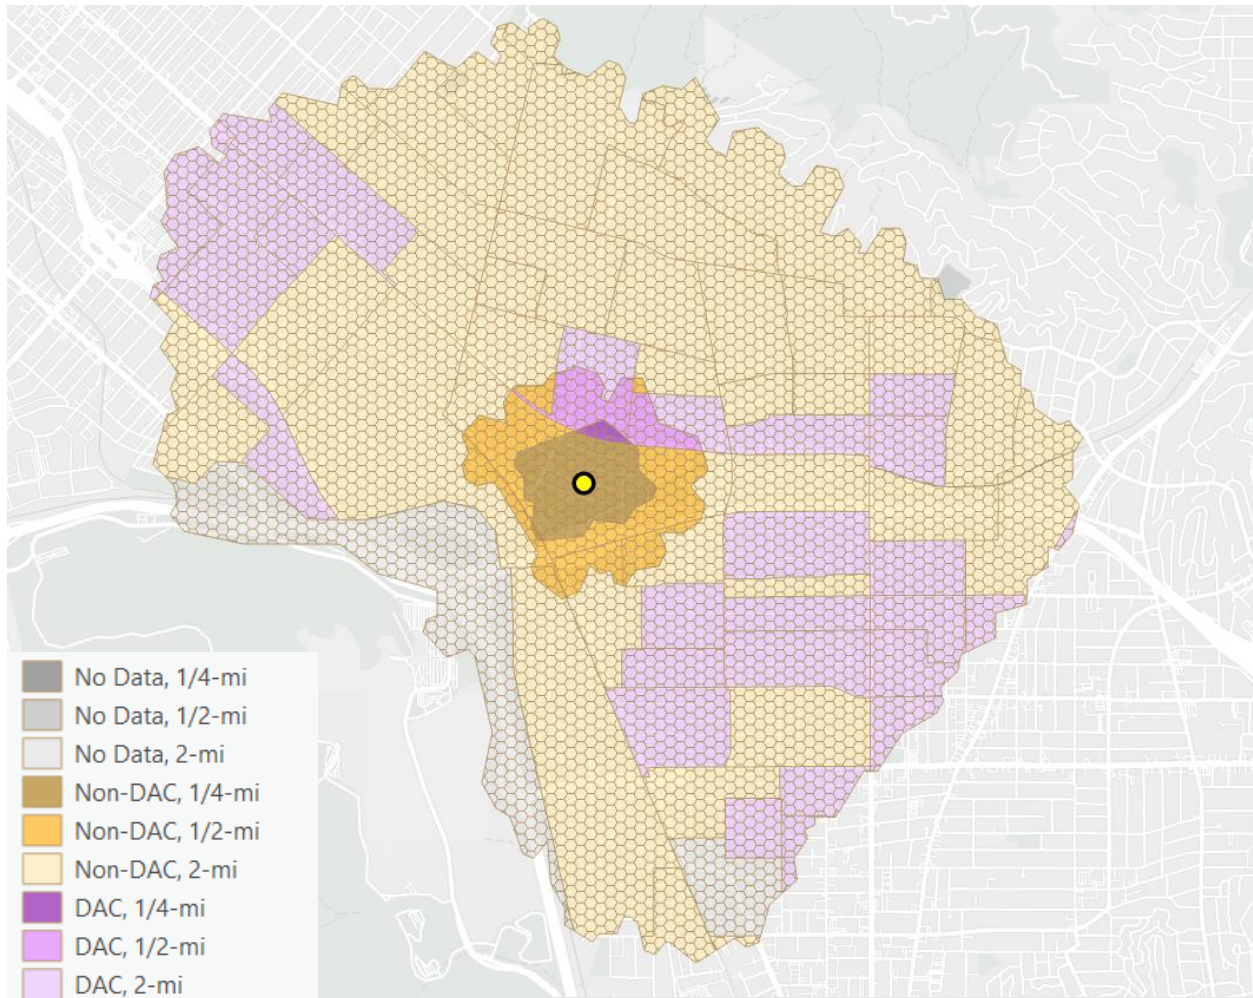 No Data, 1/4-mi
No Data, 1/2-mi
No Data, 2-mi
Non-DAC, 1/4-mi
Non-DAC, 1/2-mi
Non-DAC, 2-mi
DAC, 1/4-mi
DAC, 1/2-mi
DAC, 2-mi